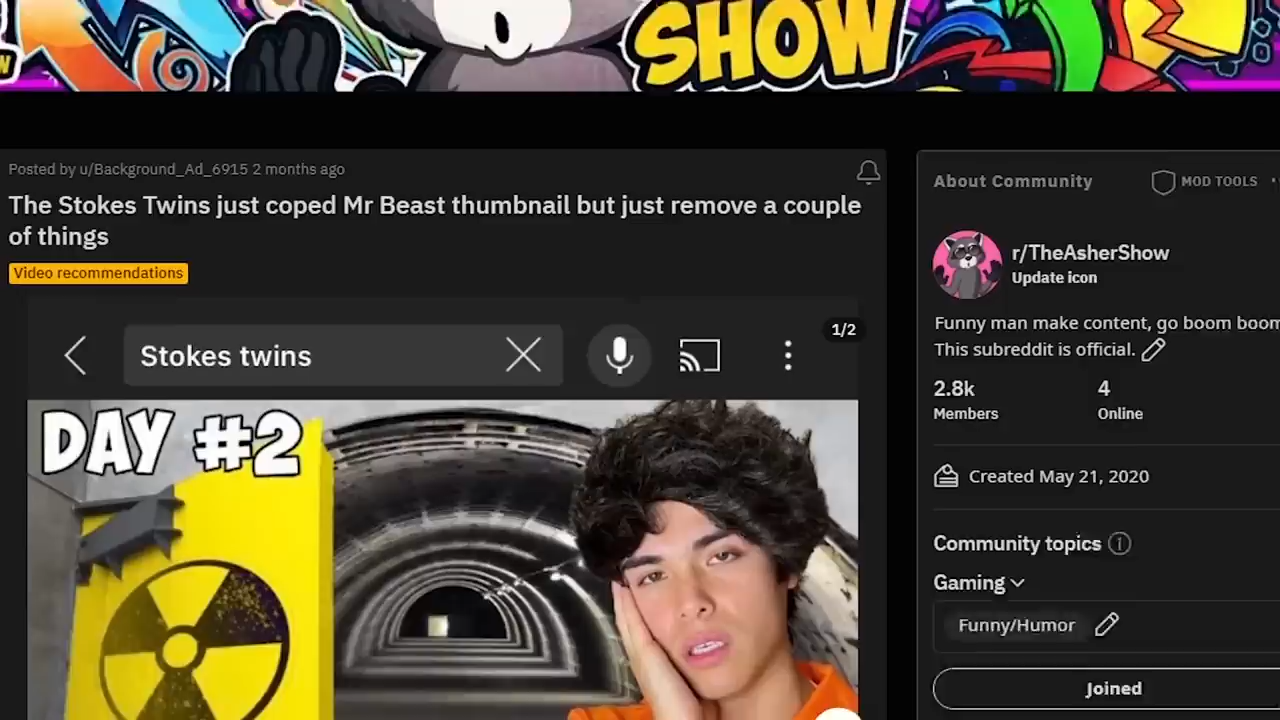 SHOW
Posted by u/Background_Ad_6915 2 months ago
The Stokes Twins just coped Mr Beast thumbnail but just remove a couple
of things
Video recommendations
Stokes twins
1/2
DAY #2
About Community
MOD TOOLS
r/TheAsherShow
Update icon
Funny man make content, go boom boom
This subreddit is official.
2.8k
4
Members
Online
Created May 21, 2020
Community topics
Gaming
Funny/Humor
Joined